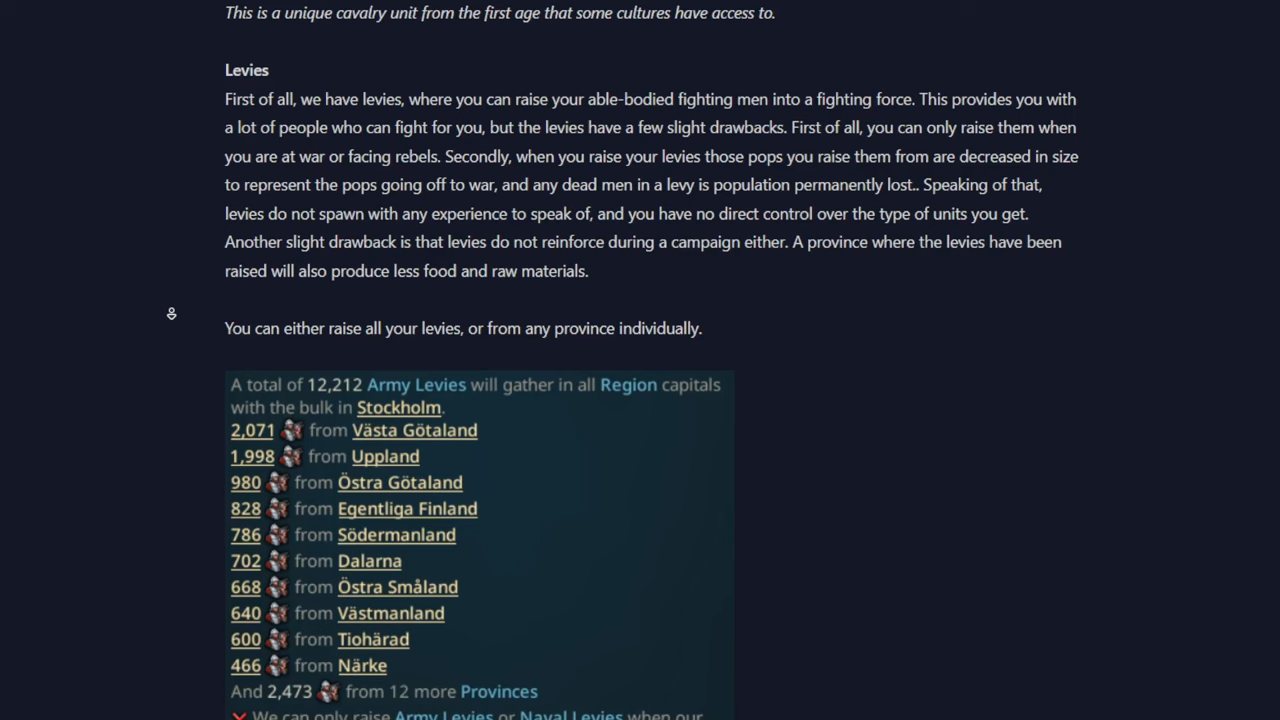 This is a unique cavalry unit from the first age that some cultures have access to.
Levies
First of all, we have levies, where you can raise your able-bodied fighting men into a fighting force. This provides you with
a lot of people who can fight for you, but the levies have a few slight drawbacks. First of all, you can only raise them when
you are at war or facing rebels. Secondly, when you raise your levies those pops you raise them from are decreased in size
to represent the pops going off to war, and any dead men in a levy is population permanently lost.. Speaking of that,
levies do not spawn with any experience to speak of, and you have no direct control over the type of units you get.
Another slight drawback is that levies do not reinforce during a campaign either. A province where the levies have been
raised will also produce less food and raw materials.
You can either raise all your levies, or from any province individually.
A total of 12,212 Army Levies will gather in all Region capitals
with the bulk in Stockholm.
2,071 from Västa Götaland
1,998 from Uppland
980 from Östra Götaland
828 from Egentliga Finland
786 from Södermanland
702 from Dalarna
668 from Östra Småland
640 from Västmanland
600 from Tiohärad
466 from Närke
And 2,473 from 12 more Provinces
We can only raise Army Levies or Naval Levies when our